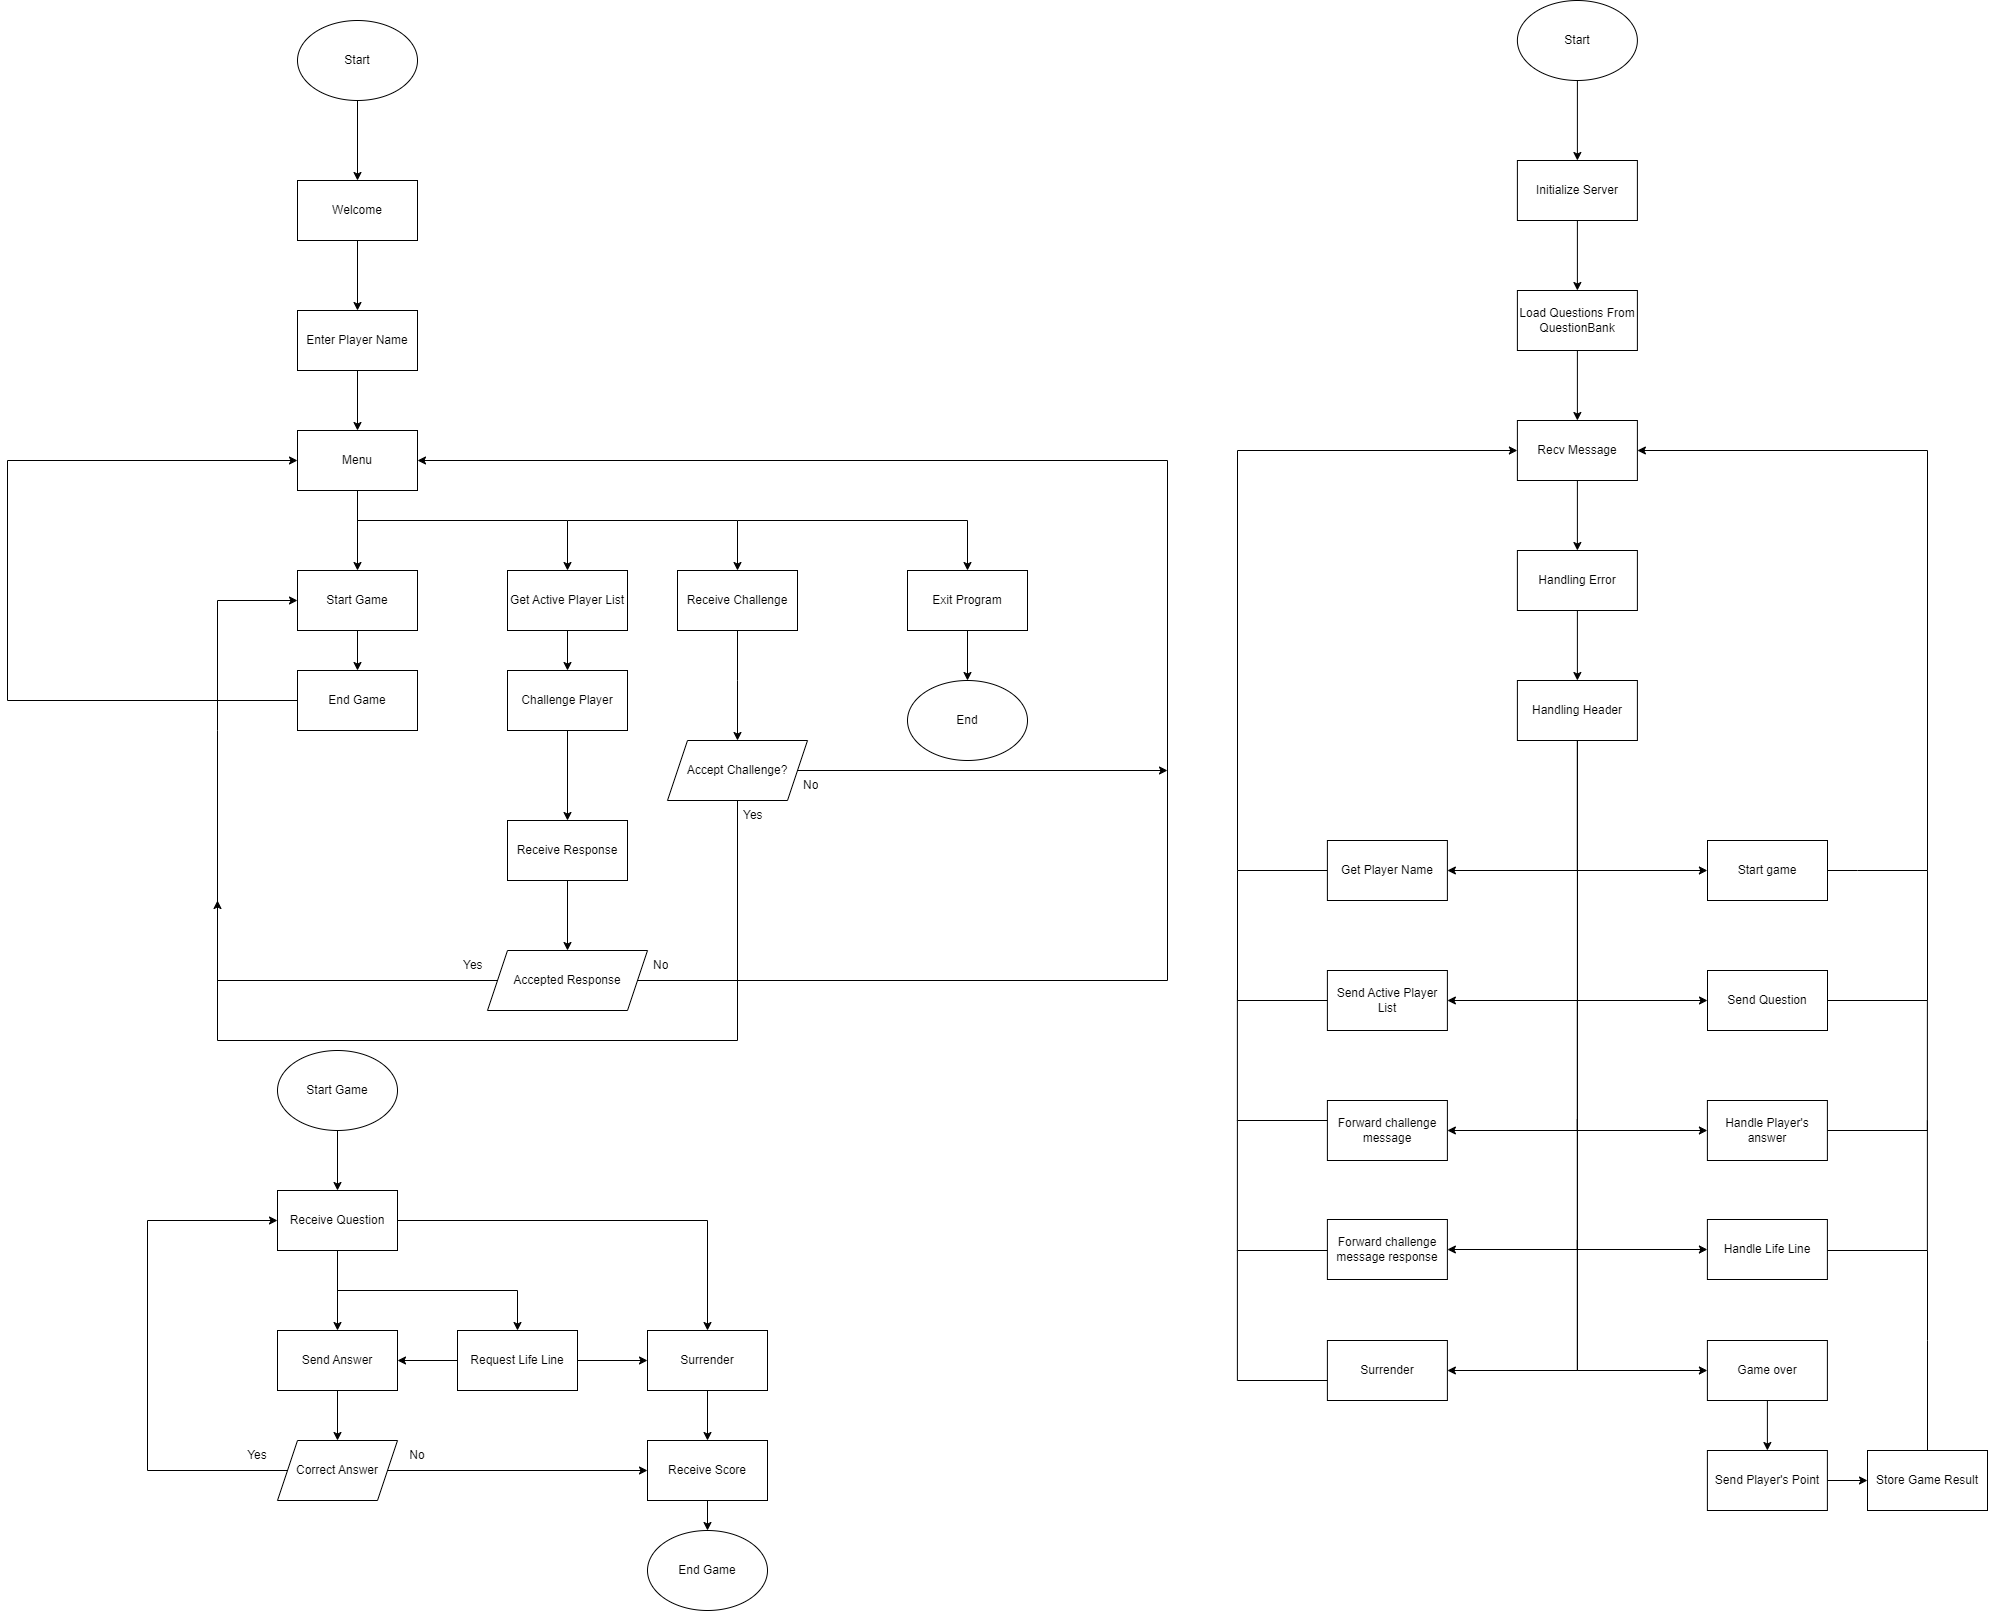 Start
Welcome
Enter Player Name
Menu
Start Game
Get Active Player List
Receive Challenge
Exit Program
End Game
Challenge Player
End
Accept Challenge?
No
Yes
Receive Response
Yes
Accepted Response
No
Start Game
Receive Question
Send Answer
Request Life Line
Surrender
Yes
Correct Answer
No
Receive Score
End Game
Start
Initialize Server
Load Questions From
QuestionBank
Recv Message
Handling Error
Handling Header
Get Player Name
Start game
Send Active Player
List
Send Question
Forward challenge
message
Handle Player's
answer
Forward challenge
message response
Handle Life Line
Surrender
Game over
Send Player's Point
Store Game Result